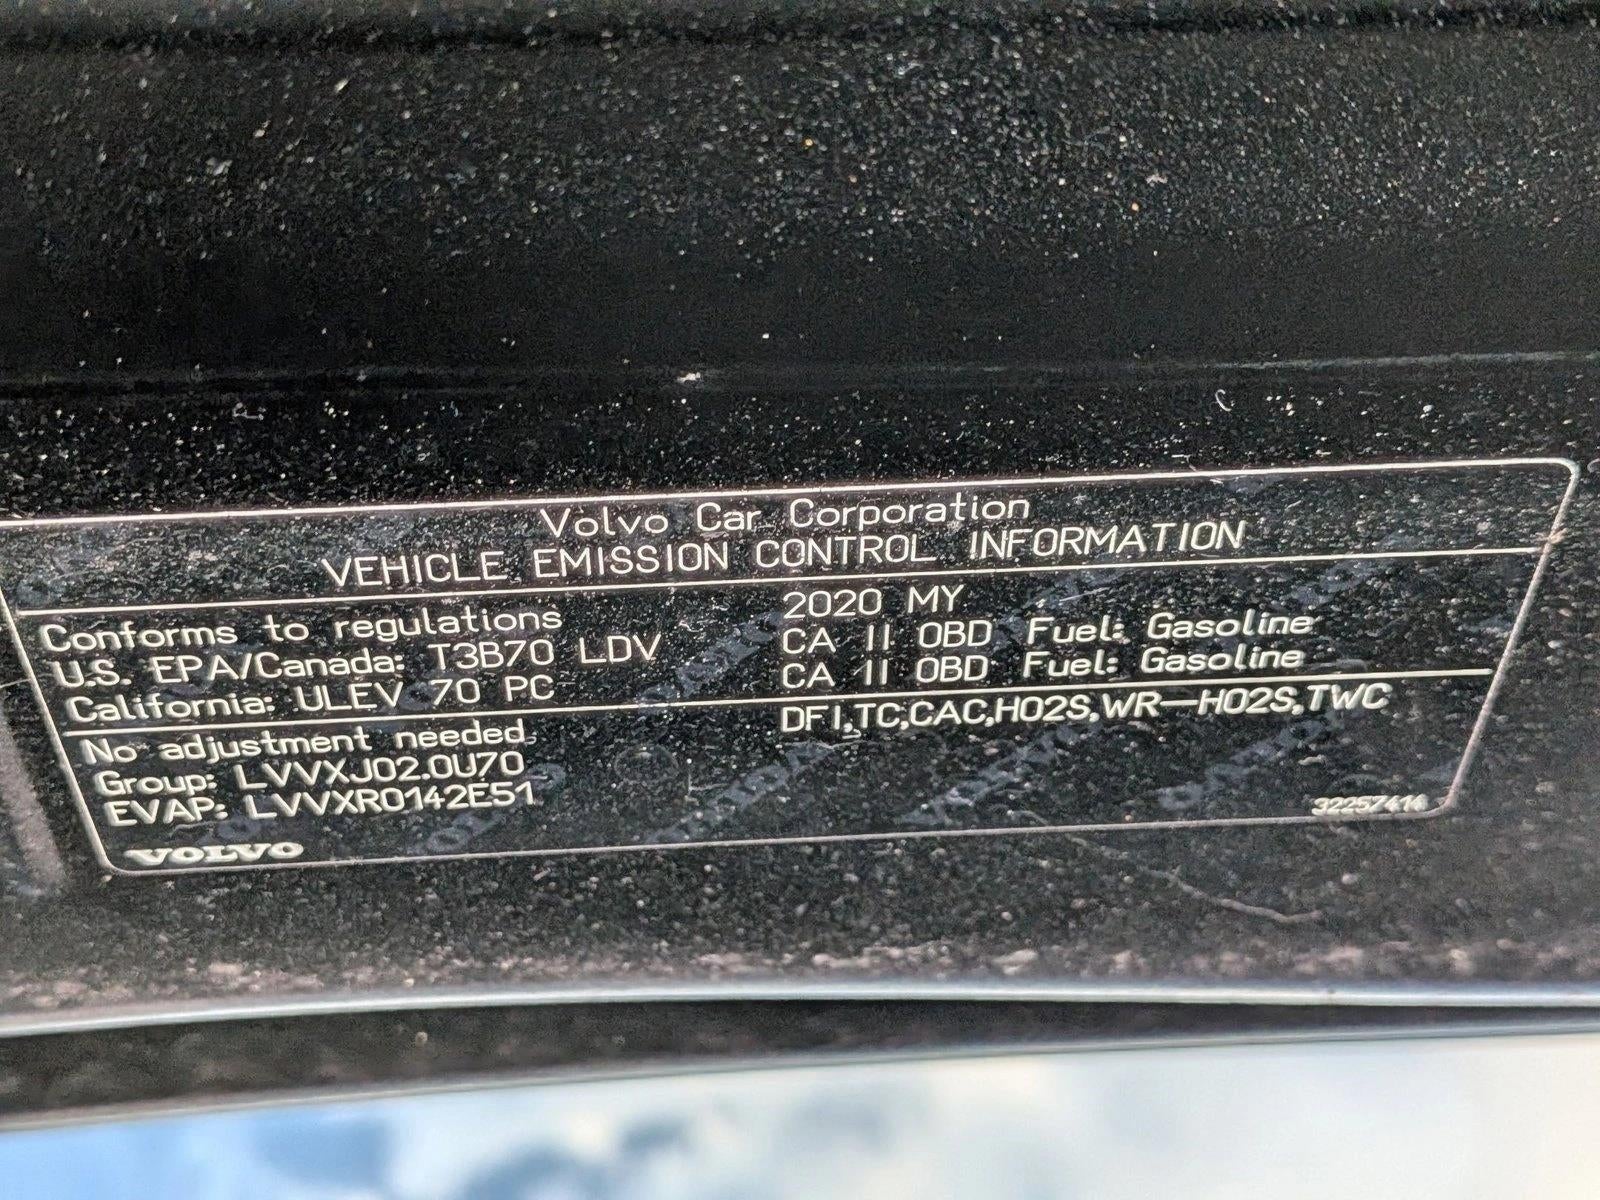 Volvo Car Corporation
VEHICLE EMISSION CONTROL INFORMATION
Conforms to regulations 2020 MY
U.S. EPA/Canada: T3B70 LDV CA II OBD Fuel: Gasoline
California: ULEV 70 PC CA II OBD Fuel: Gasoline
No adjustment needed. DFI,TC,CAC,HO2S,WR-HO2S,TWC
Group: LVVXJ02.0U70
EVAP: LVVXR0142E51
32257414
VOLVO